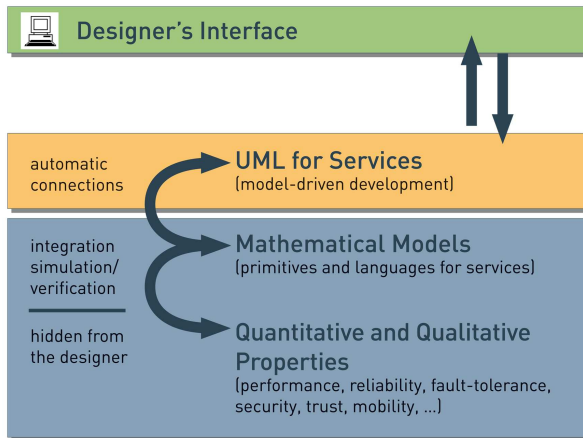 Designer’s Interface
automatic
connections
UML for Services
(model-driven development)
integration
simulation/
verification
hidden from
the designer
Mathematical Models
(primitives and languages for services)
Quantitative and Qualitative
Properties
(performance, reliability, fault-tolerance,
security, trust, mobility, ...)